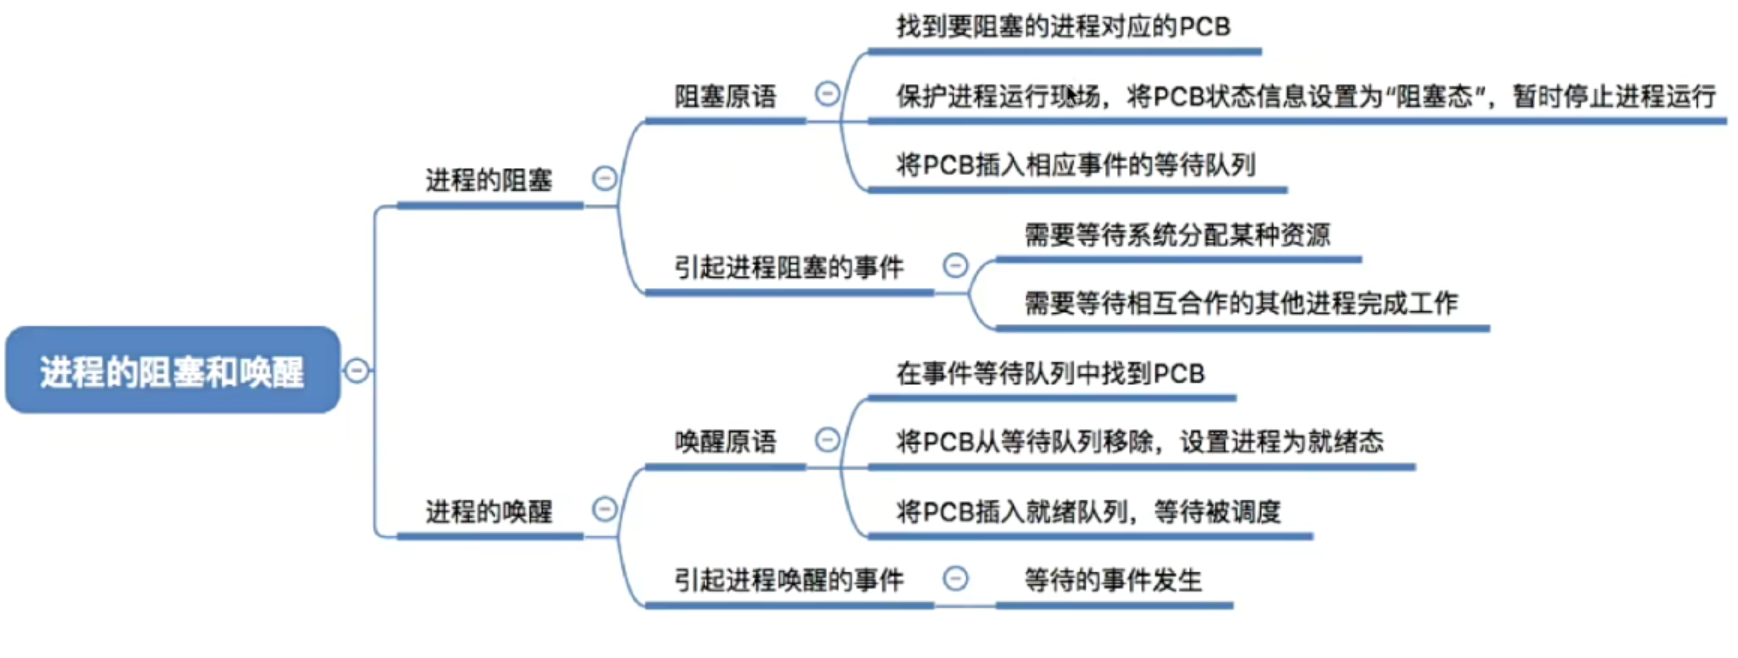 进程的阻塞和唤醒
进程的阻塞
阻塞原语
找到要阻塞的进程对应的PCB
保护进程运行现场，将PCB状态信息设置为“阻塞态”，暂时停止进程运行
将PCB插入相应事件的等待队列
引起进程阻塞的事件
需要等待系统分配某种资源
需要等待相互合作的其他进程完成工作
进程的唤醒
唤醒原语
在事件等待队列中找到PCB
将PCB从等待队列移除，设置进程为就绪态
将PCB插入就绪队列，等待被调度
引起进程唤醒的事件
等待的事件发生